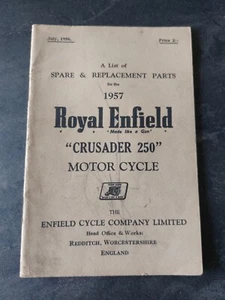 July, 1956. Price 2/-
A List of
SPARE & REPLACEMENT PARTS
for the
1957
Royal Enfield
"Made like a Gun"
"CRUSADER 250"
MOTOR CYCLE
THE
ENFIELD CYCLE COMPANY LIMITED
Head Office & Works:
REDDITCH, WORCESTERSHIRE
ENGLAND